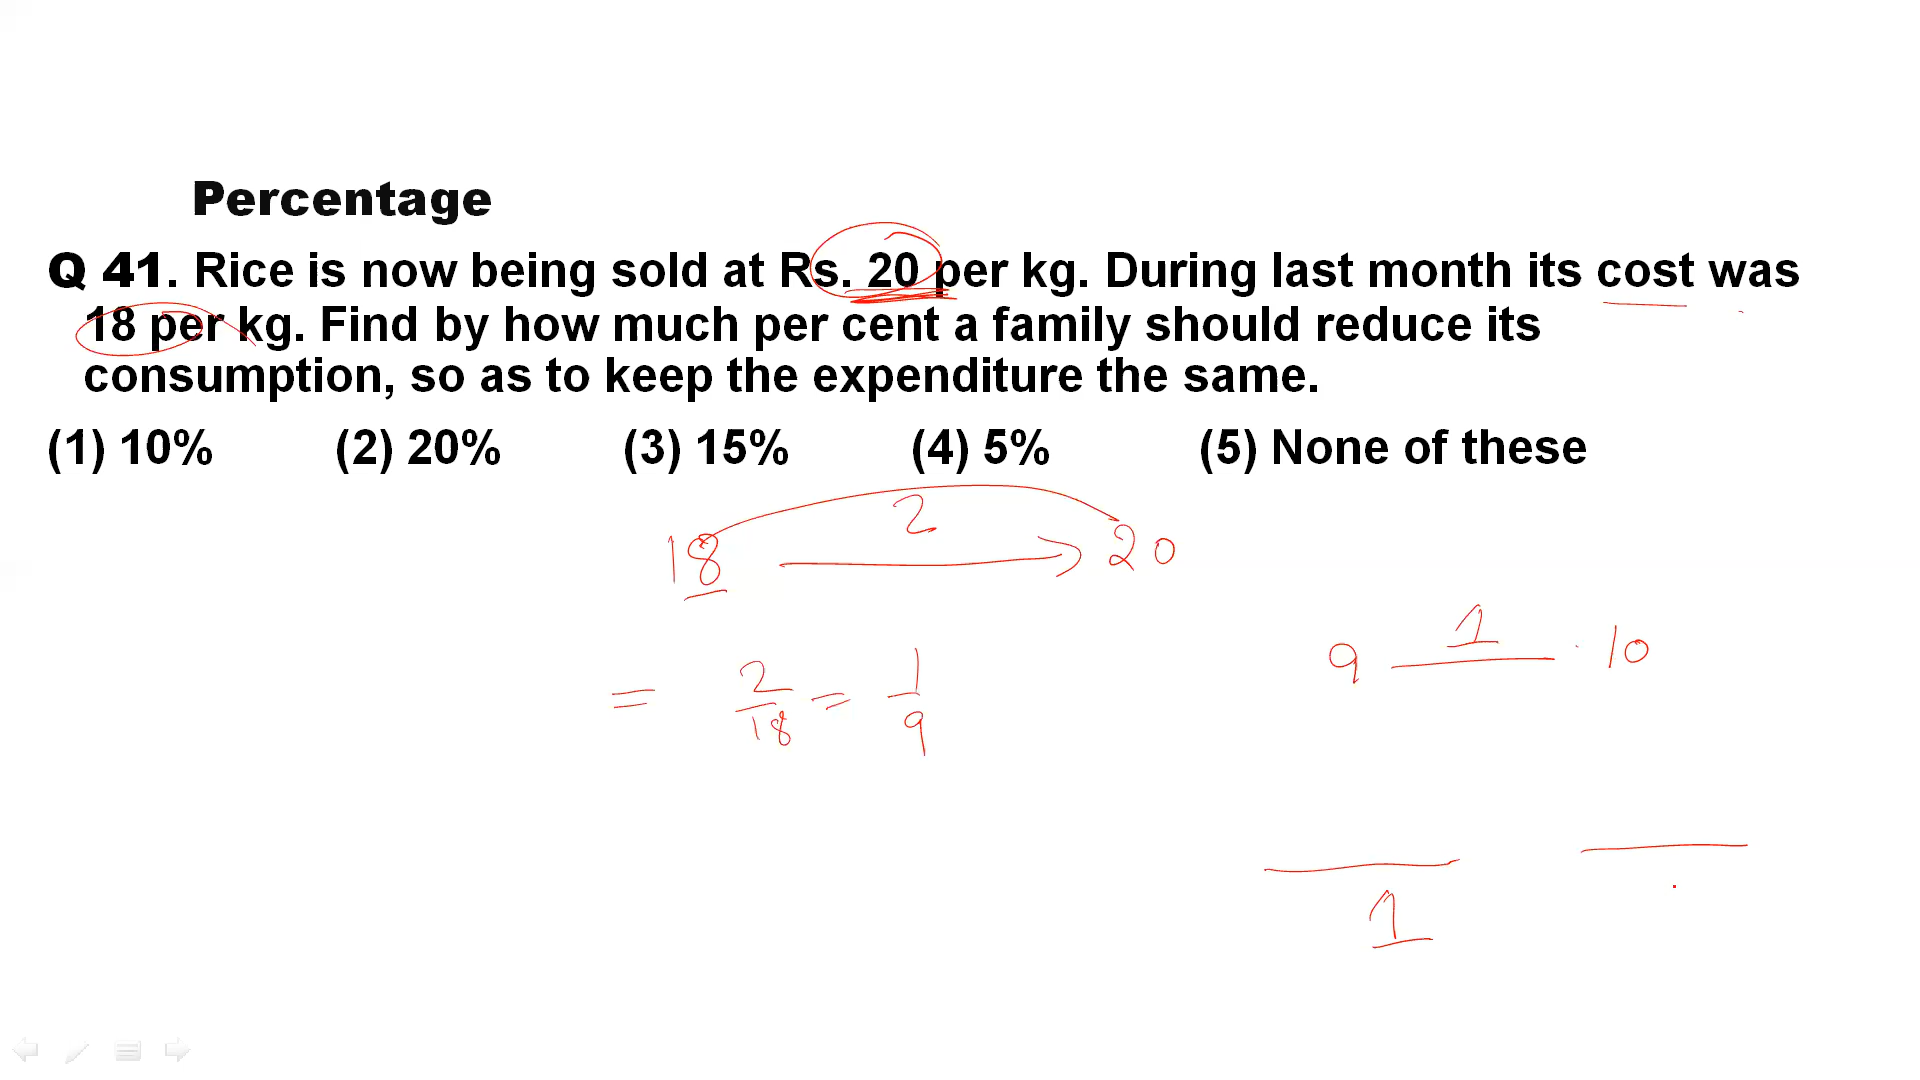 Percentage
Q 41. Rice is now being sold at Rs. 20 per kg. During last month its cost was
18 per kg. Find by how much per cent a family should reduce its
consumption, so as to keep the expenditure the same.
(1) 10% (2) 20% (3) 15% (4) 5% (5) None of these
2
18 → 20
9 1 10
= 2/18 = 1/9
1